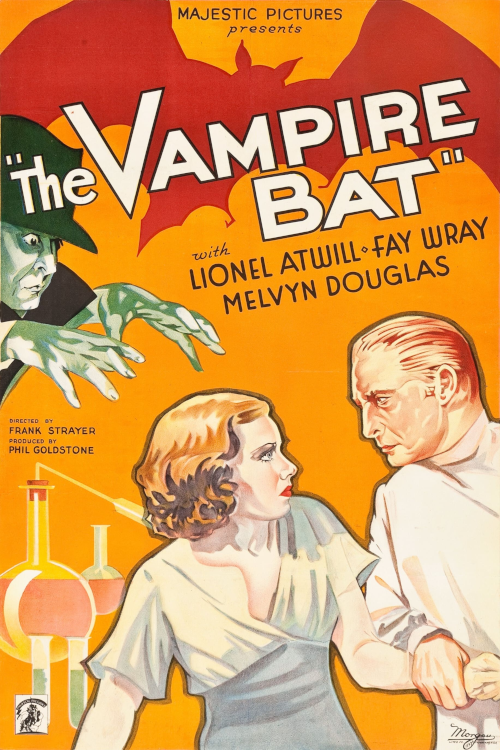 MAJESTIC PICTURES
presents
"The VAMPIRE
BAT"
with
LIONEL ATWILL ⋄ FAY WRAY
MELVYN DOUGLAS
DIRECTED BY
FRANK STRAYER
PRODUCED BY
PHIL GOLDSTONE
Morgan